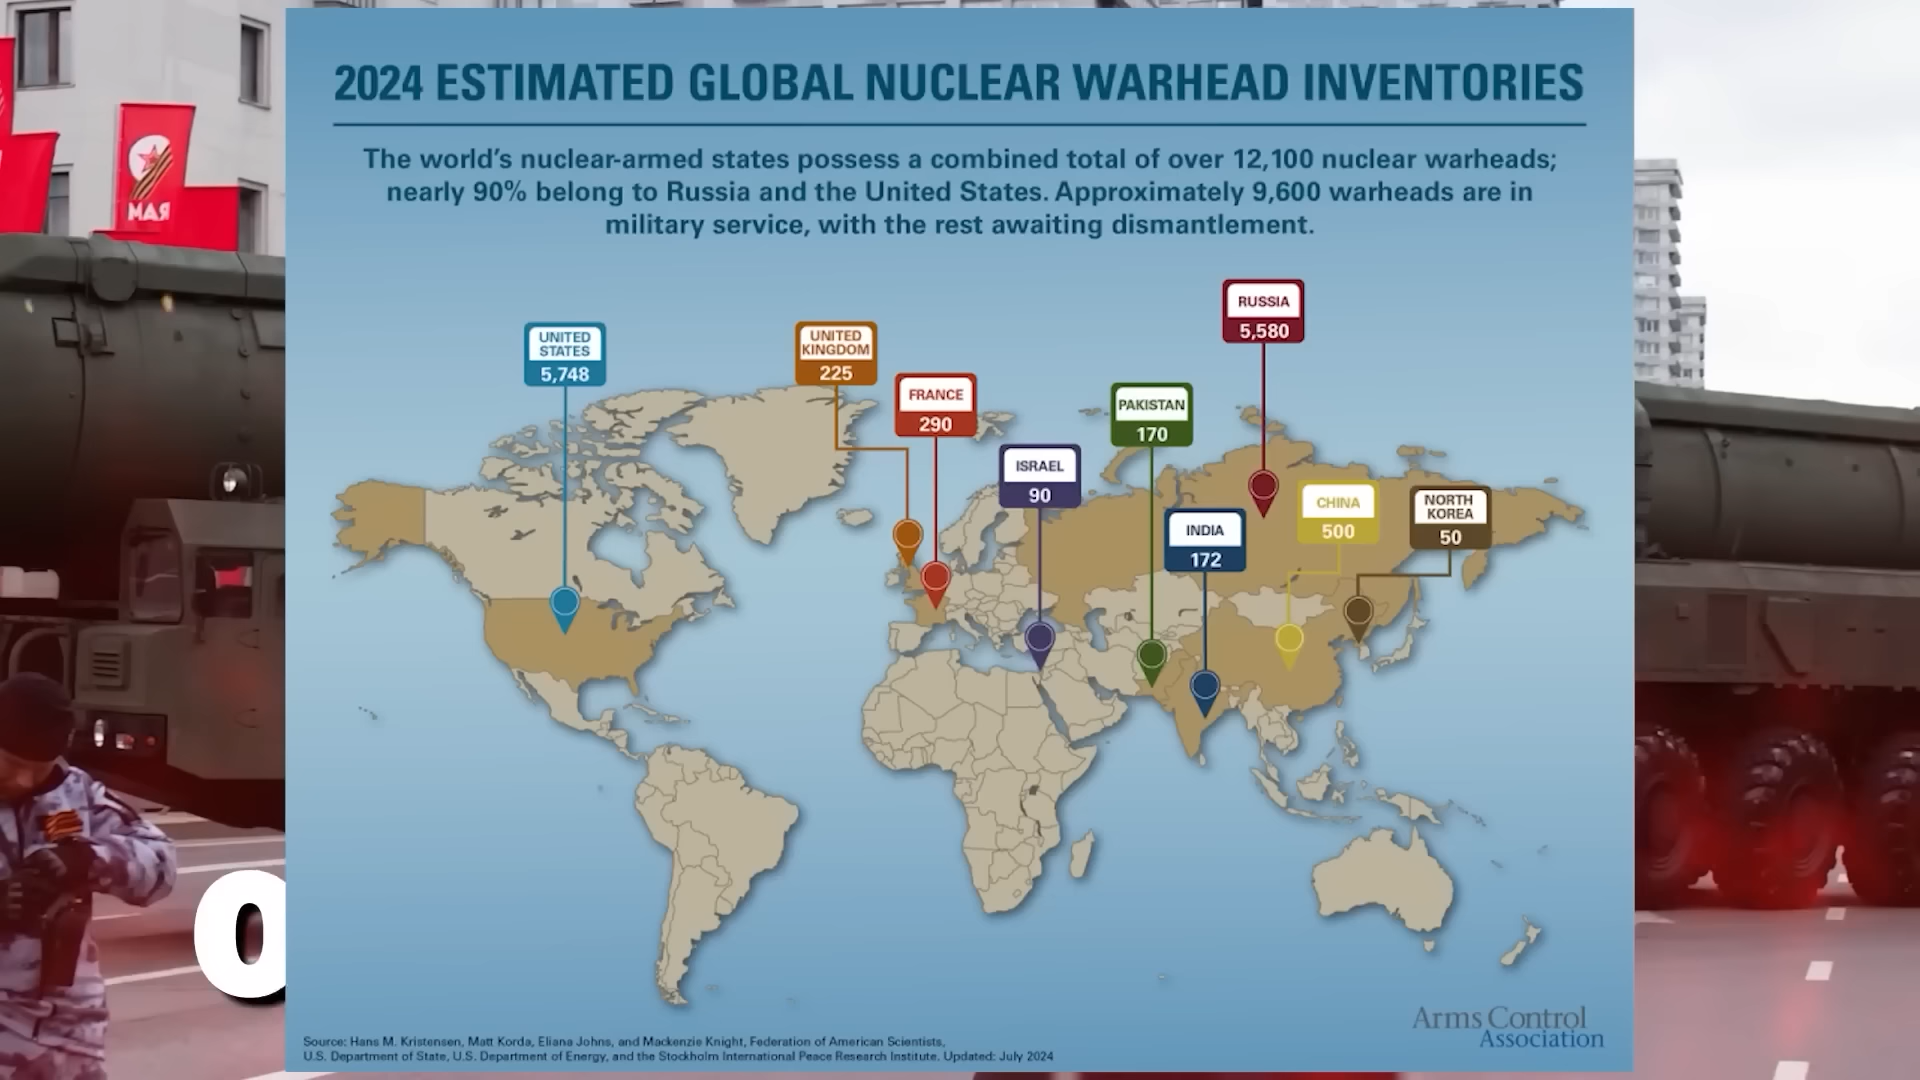 2024 ESTIMATED GLOBAL NUCLEAR WARHEAD INVENTORIES
The world's nuclear-armed states possess a combined total of over 12,100 nuclear warheads;
nearly 90% belong to Russia and the United States. Approximately 9,600 warheads are in
military service, with the rest awaiting dismantlement.
МАЯ
RUSSIA
5,580
UNITED
STATES
5,748
UNITED
KINGDOM
225
FRANCE
290
PAKISTAN
170
ISRAEL
90
INDIA
172
CHINA
500
NORTH
KOREA
50
0
Arms Control
Association
Source: Hans M. Kristensen, Matt Korda, Eliana Johns, and Mackenzie Knight, Federation of American Scientists,
U.S. Department of State, U.S. Department of Energy, and the Stockholm International Peace Research Institute. Updated: July 2024